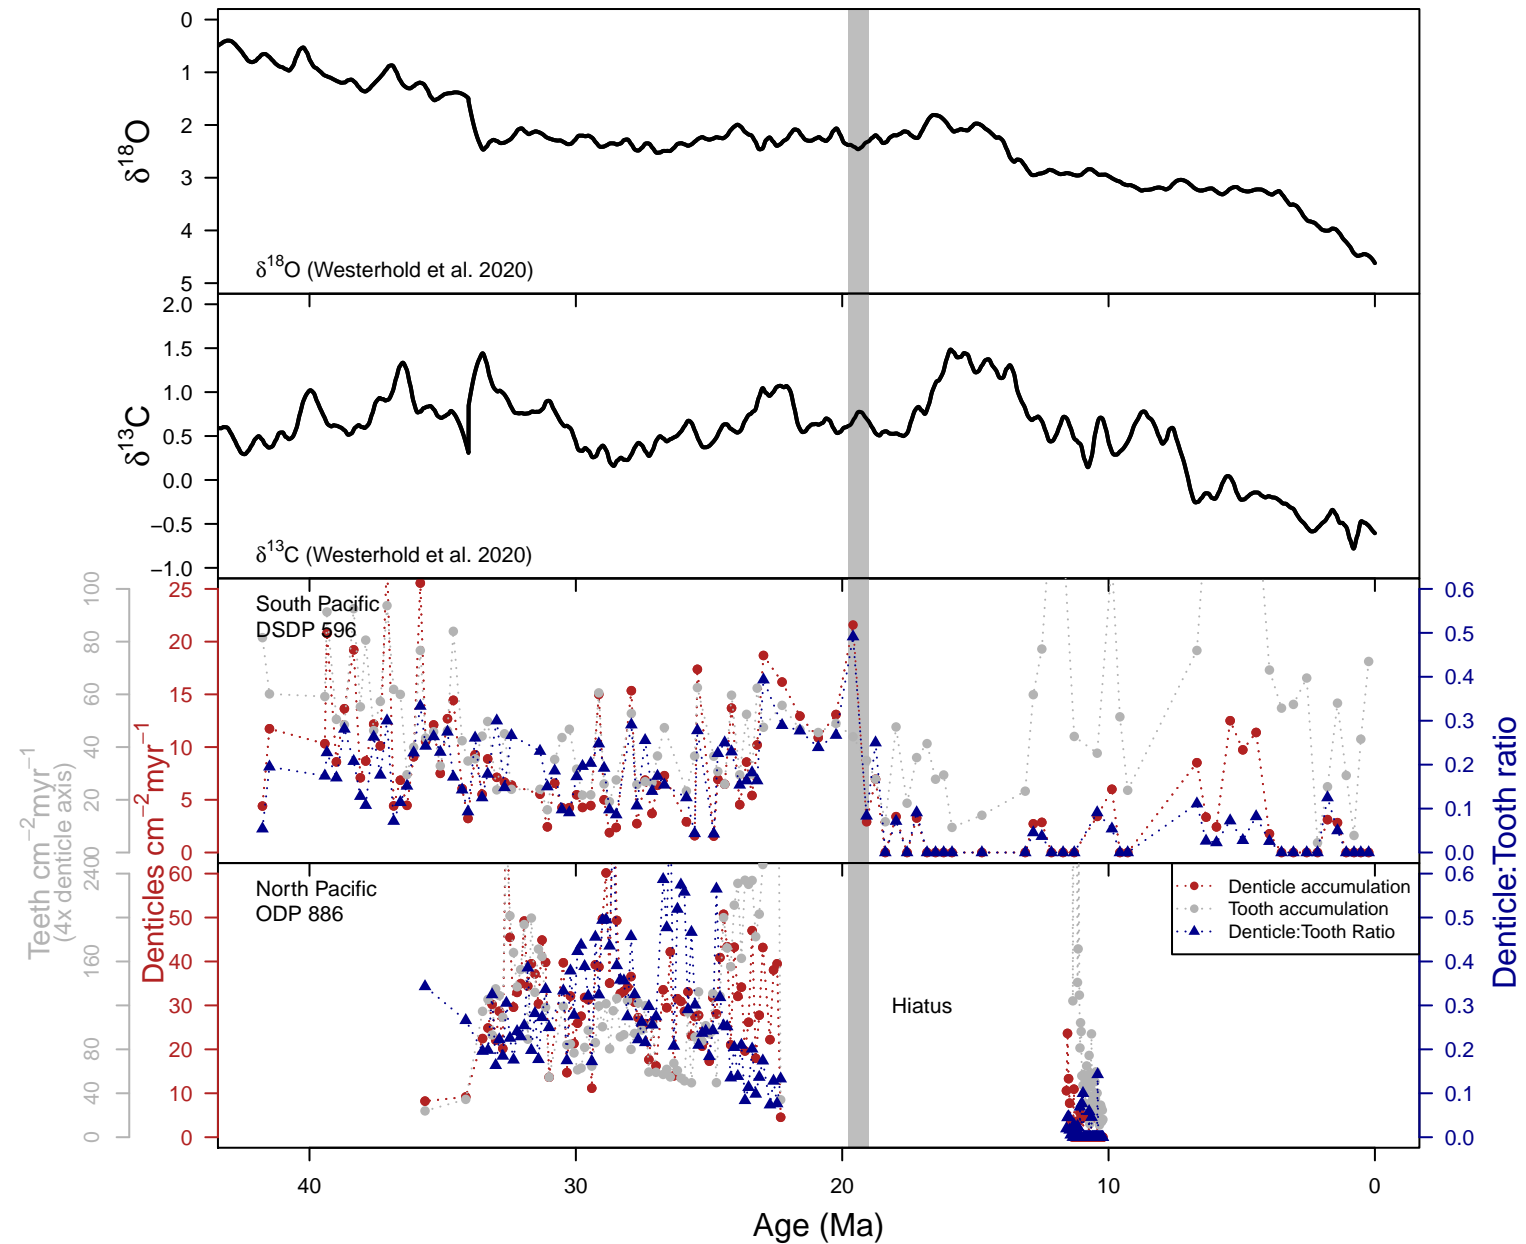 0
1
2
3
4
5
δ18O
δ18O (Westerhold et al. 2020)
2.0
1.5
1.0
0.5
0.0
−0.5
−1.0
δ13C
δ13C (Westerhold et al. 2020)
100
80
60
40
20
0
25
20
15
10
5
0
South Pacific
DSDP 596
0.6
0.5
0.4
0.3
0.2
0.1
0.0
Teeth cm−2myr−1
(4x denticle axis)
Denticles cm−2myr−1
Denticle:Tooth ratio
240
160
80
40
0
60
50
40
30
20
10
0
North Pacific
ODP 886
Hiatus
Denticle accumulation
Tooth accumulation
Denticle:Tooth Ratio
0.6
0.5
0.4
0.3
0.2
0.1
0.0
40 30 20 10 0
Age (Ma)